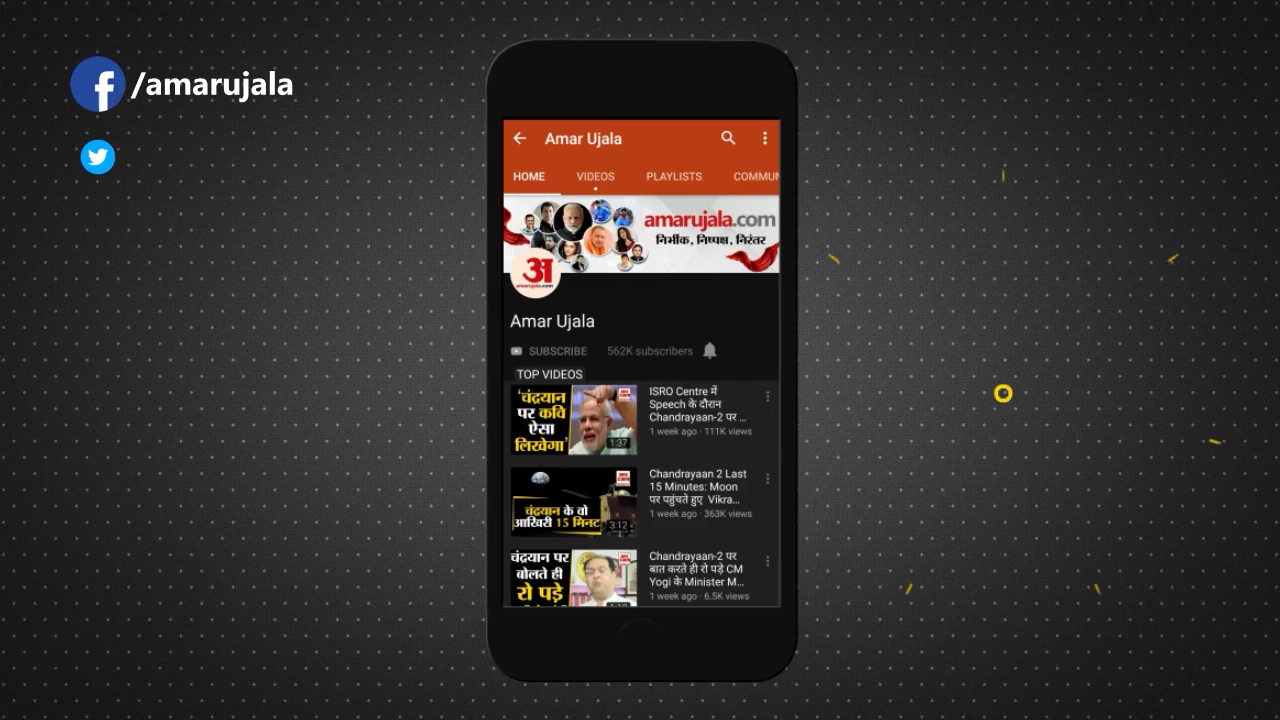 /amarujala
Amar Ujala
HOME VIDEOS PLAYLISTS COMMUN
amarujala.com
निर्भीक, निष्पक्ष, निरंतर
अ
amarujala.com
Amar Ujala
SUBSCRIBE 562K subscribers
TOP VIDEOS
'चंद्रयान
पर कवि
ऐसा
लिखेगा'
1:37
ISRO Centre में
Speech के दौरान
Chandrayaan-2 पर ...
1 week ago · 111K views
चंद्रयान के वो
आखिरी 15 मिनट
3:12
Chandrayaan 2 Last
15 Minutes: Moon
पर पहुंचते हुए Vikra...
1 week ago · 363K views
चंद्रयान पर
बोलते ही
रो पड़े
Chandrayaan-2 पर
बात करते ही रो पड़े CM
Yogi के Minister M...
1 week ago · 6.5K views